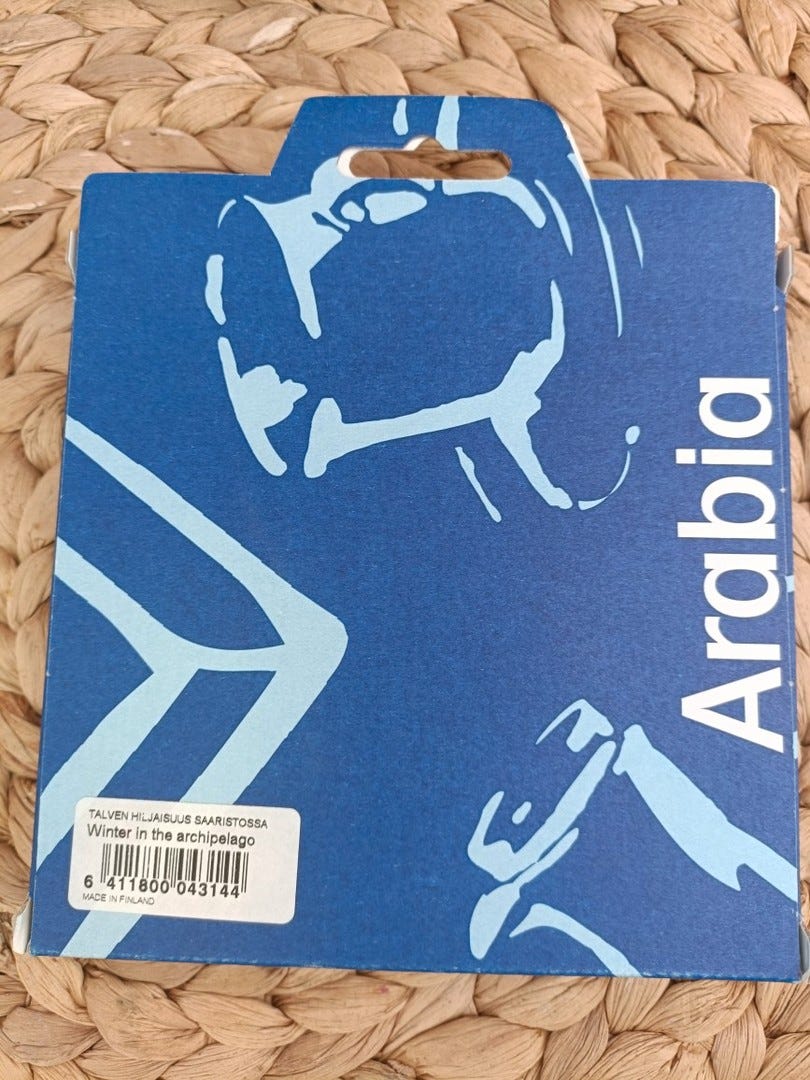 Arabia
TALVEN HILJAISUUS SAARISTOSSA
Winter in the archipelago
6 411800 043144
MADE IN FINLAND